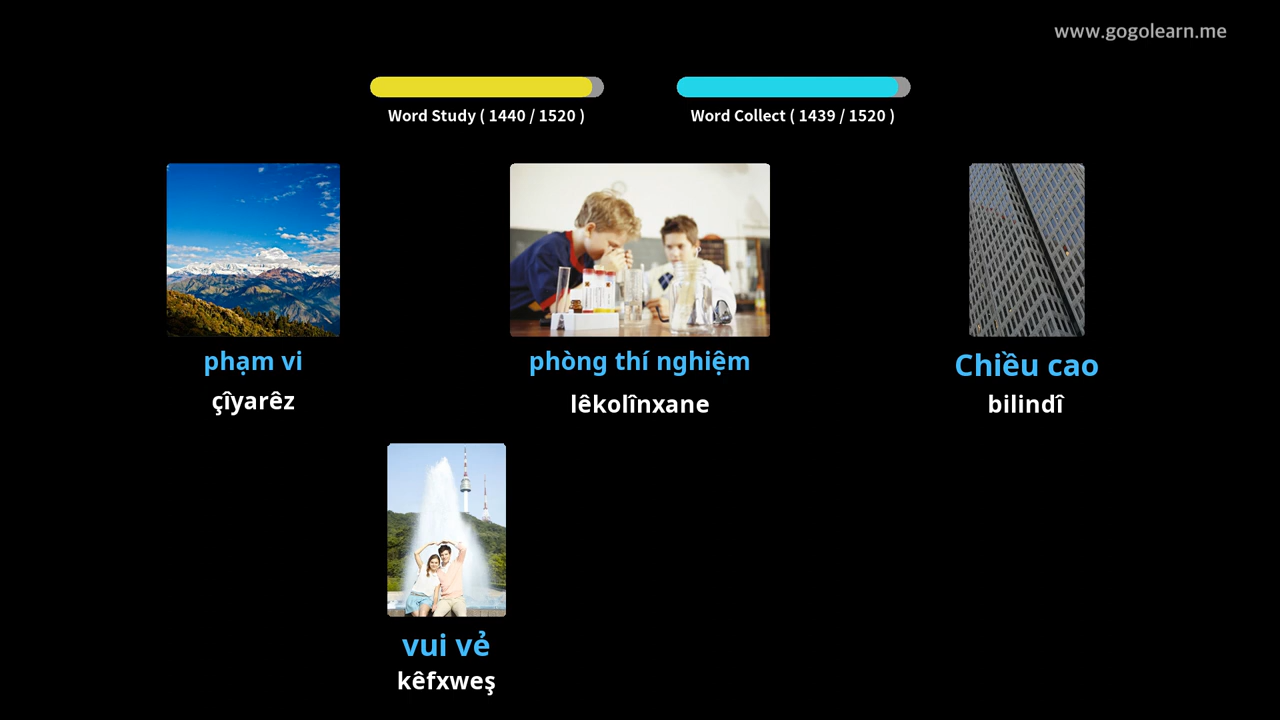 www.gogolearn.me
Word Study ( 1440 / 1520 )
Word Collect ( 1439 / 1520 )
phạm vi
çîyarêz
phòng thí nghiệm
lêkolînxane
Chiều cao
bilindî
vui vẻ
kêfxweş